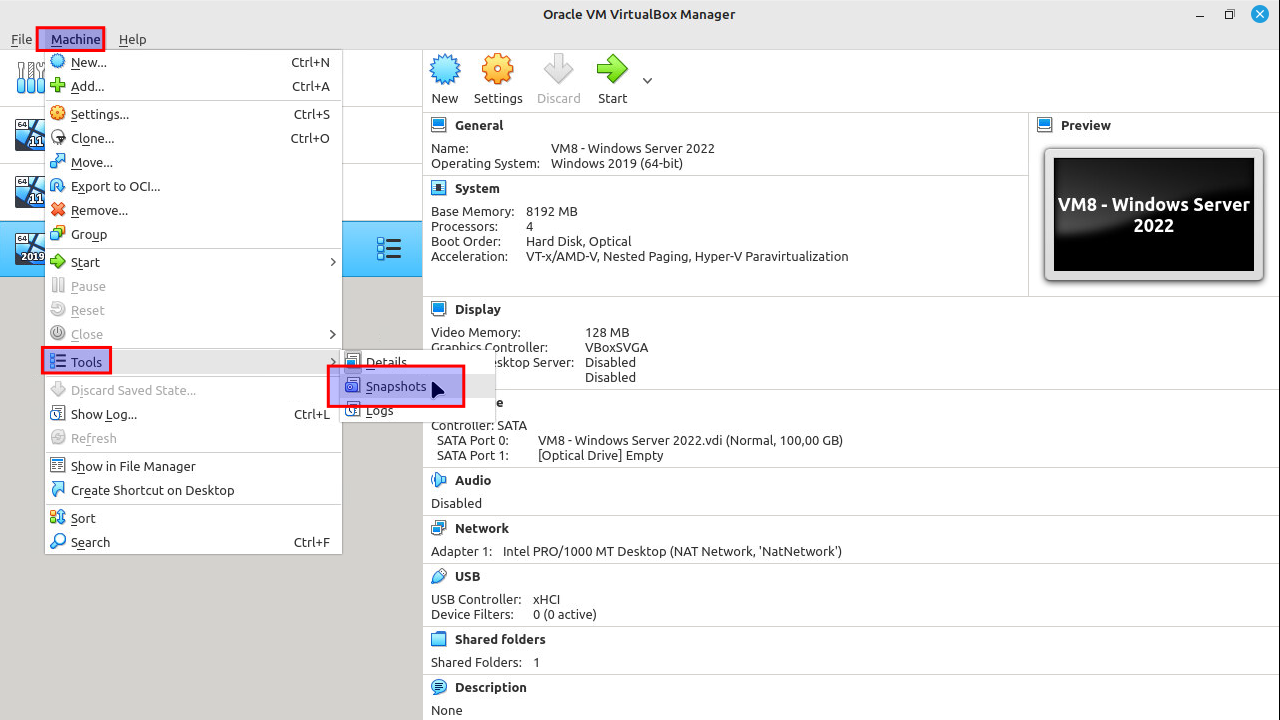 Oracle VM VirtualBox Manager
File Machine Help
New... Ctrl+N
Add... Ctrl+A
Settings... Ctrl+S
Clone... Ctrl+O
Move...
Export to OCI...
Remove...
Group
Start
Pause
Reset
Close
Tools
Discard Saved State...
Show Log... Ctrl+L
Refresh
Show in File Manager
Create Shortcut on Desktop
Sort
Search Ctrl+F
64
11
64
11
64
2019
Details
Snapshots
Logs
New Settings Discard Start
General
Name: VM8 - Windows Server 2022
Operating System: Windows 2019 (64-bit)
System
Base Memory: 8192 MB
Processors: 4
Boot Order: Hard Disk, Optical
Acceleration: VT-x/AMD-V, Nested Paging, Hyper-V Paravirtualization
Preview
VM8 - Windows Server
2022
Display
Video Memory: 128 MB
Graphics Controller: VBoxSVGA
sktop Server: Disabled
Disabled
e
Controller: SATA
SATA Port 0: VM8 - Windows Server 2022.vdi (Normal, 100,00 GB)
SATA Port 1: [Optical Drive] Empty
Audio
Disabled
Network
Adapter 1: Intel PRO/1000 MT Desktop (NAT Network, 'NatNetwork')
USB
USB Controller: xHCI
Device Filters: 0 (0 active)
Shared folders
Shared Folders: 1
Description
None